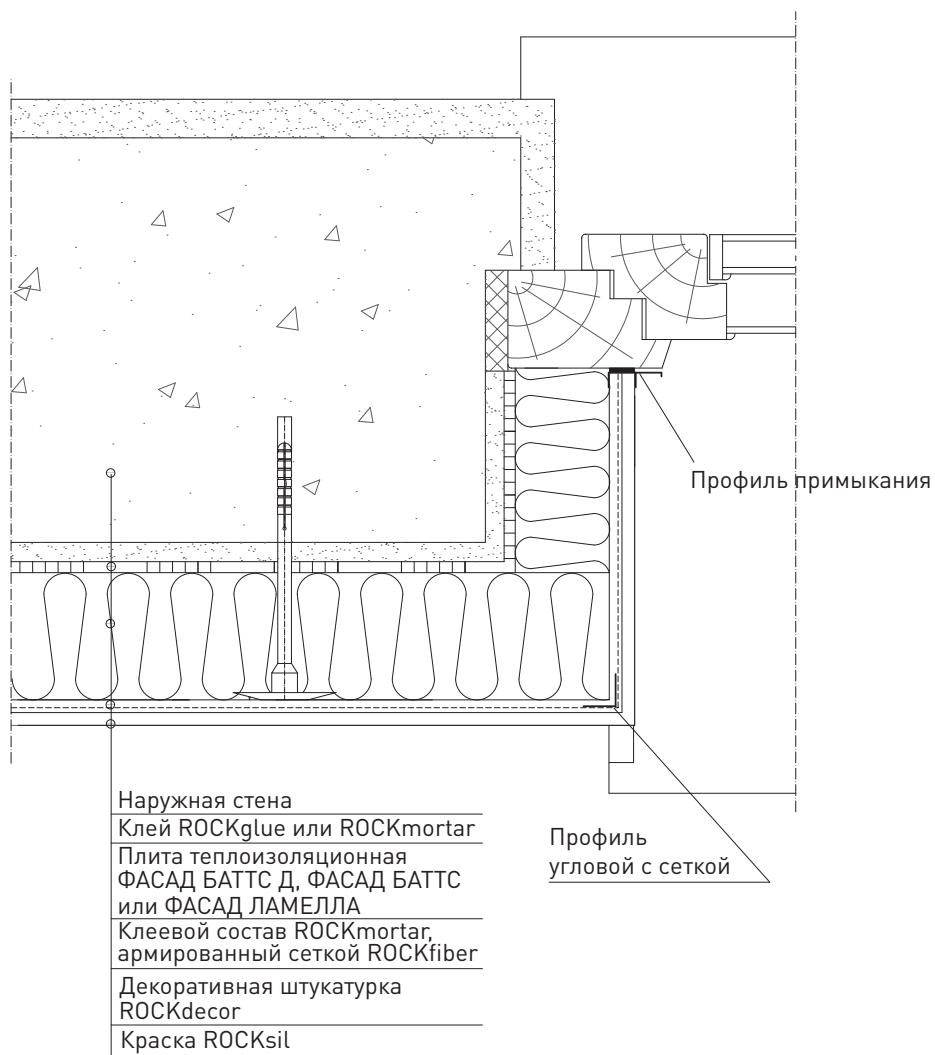 Профиль примыкания
Наружная стена
Клей ROCKglue или ROCKmortar
Плита теплоизоляционная
ФАСАД БАТТС Д, ФАСАД БАТТС
или ФАСАД ЛАМЕЛЛА
Клеевой состав ROCKmortar,
армированный сеткой ROCKfiber
Декоративная штукатурка
ROCKdecor
Краска ROCKsil
Профиль
угловой с сеткой